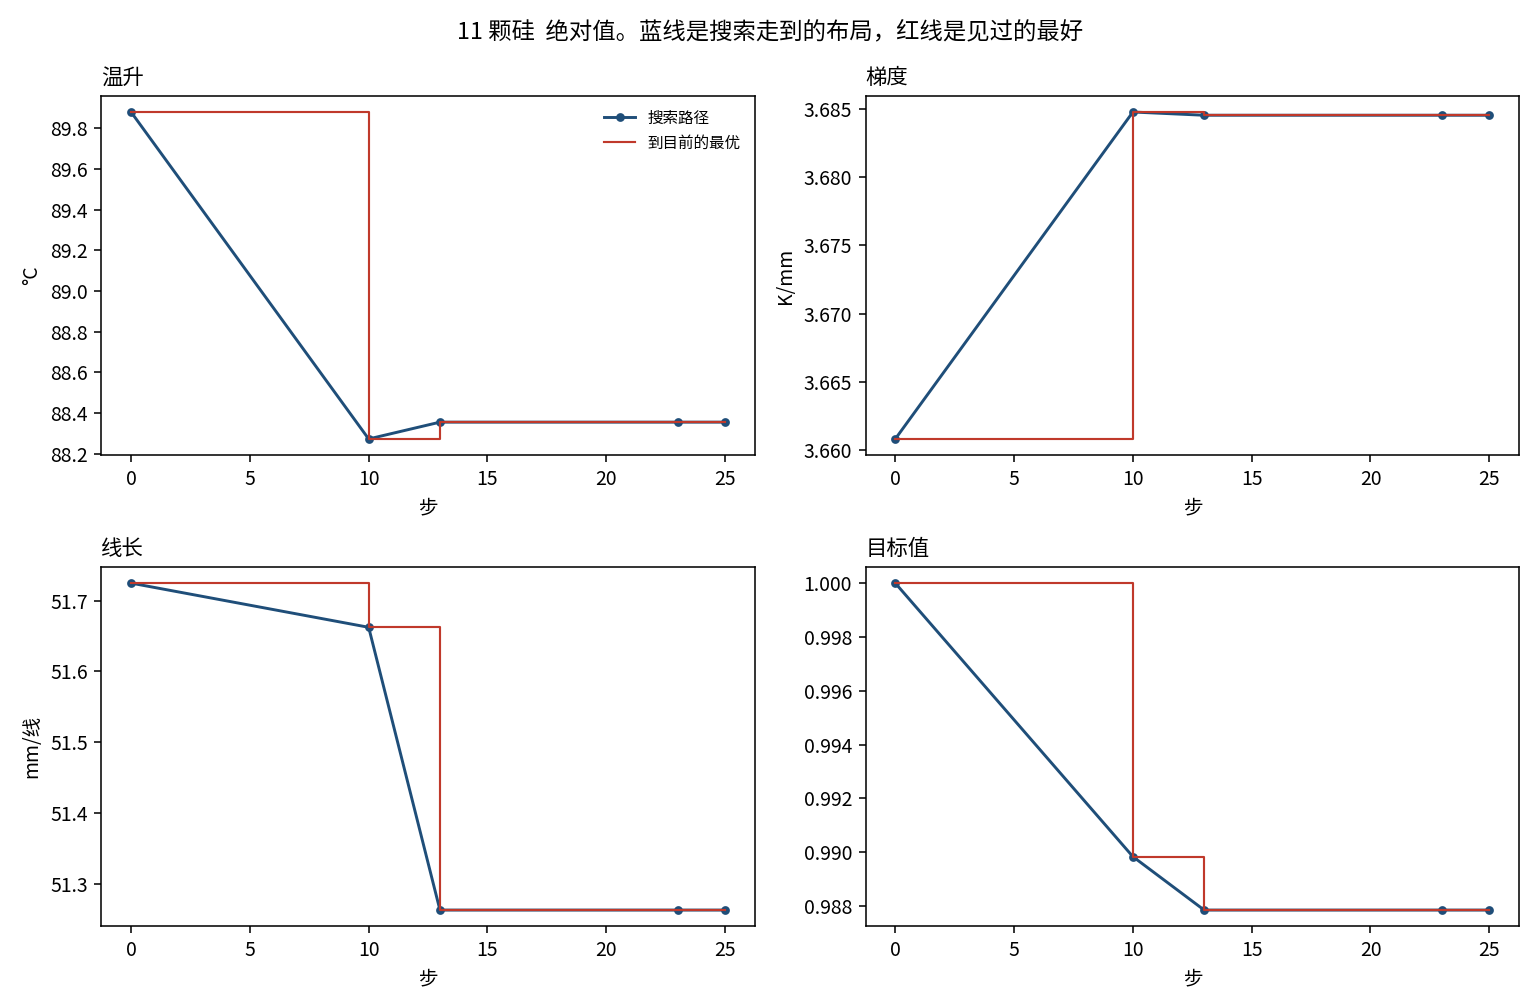 11 颗硅  绝对值。蓝线是搜索走到的布局，红线是见过的最好
温升
℃
89.8
89.6
89.4
89.2
89.0
88.8
88.6
88.4
88.2
0 5 10 15 20 25
步
搜索路径
到目前的最优
梯度
K/mm
3.685
3.680
3.675
3.670
3.665
3.660
0 5 10 15 20 25
步
线长
mm/线
51.7
51.6
51.5
51.4
51.3
0 5 10 15 20 25
步
目标值
1.000
0.998
0.996
0.994
0.992
0.990
0.988
0 5 10 15 20 25
步